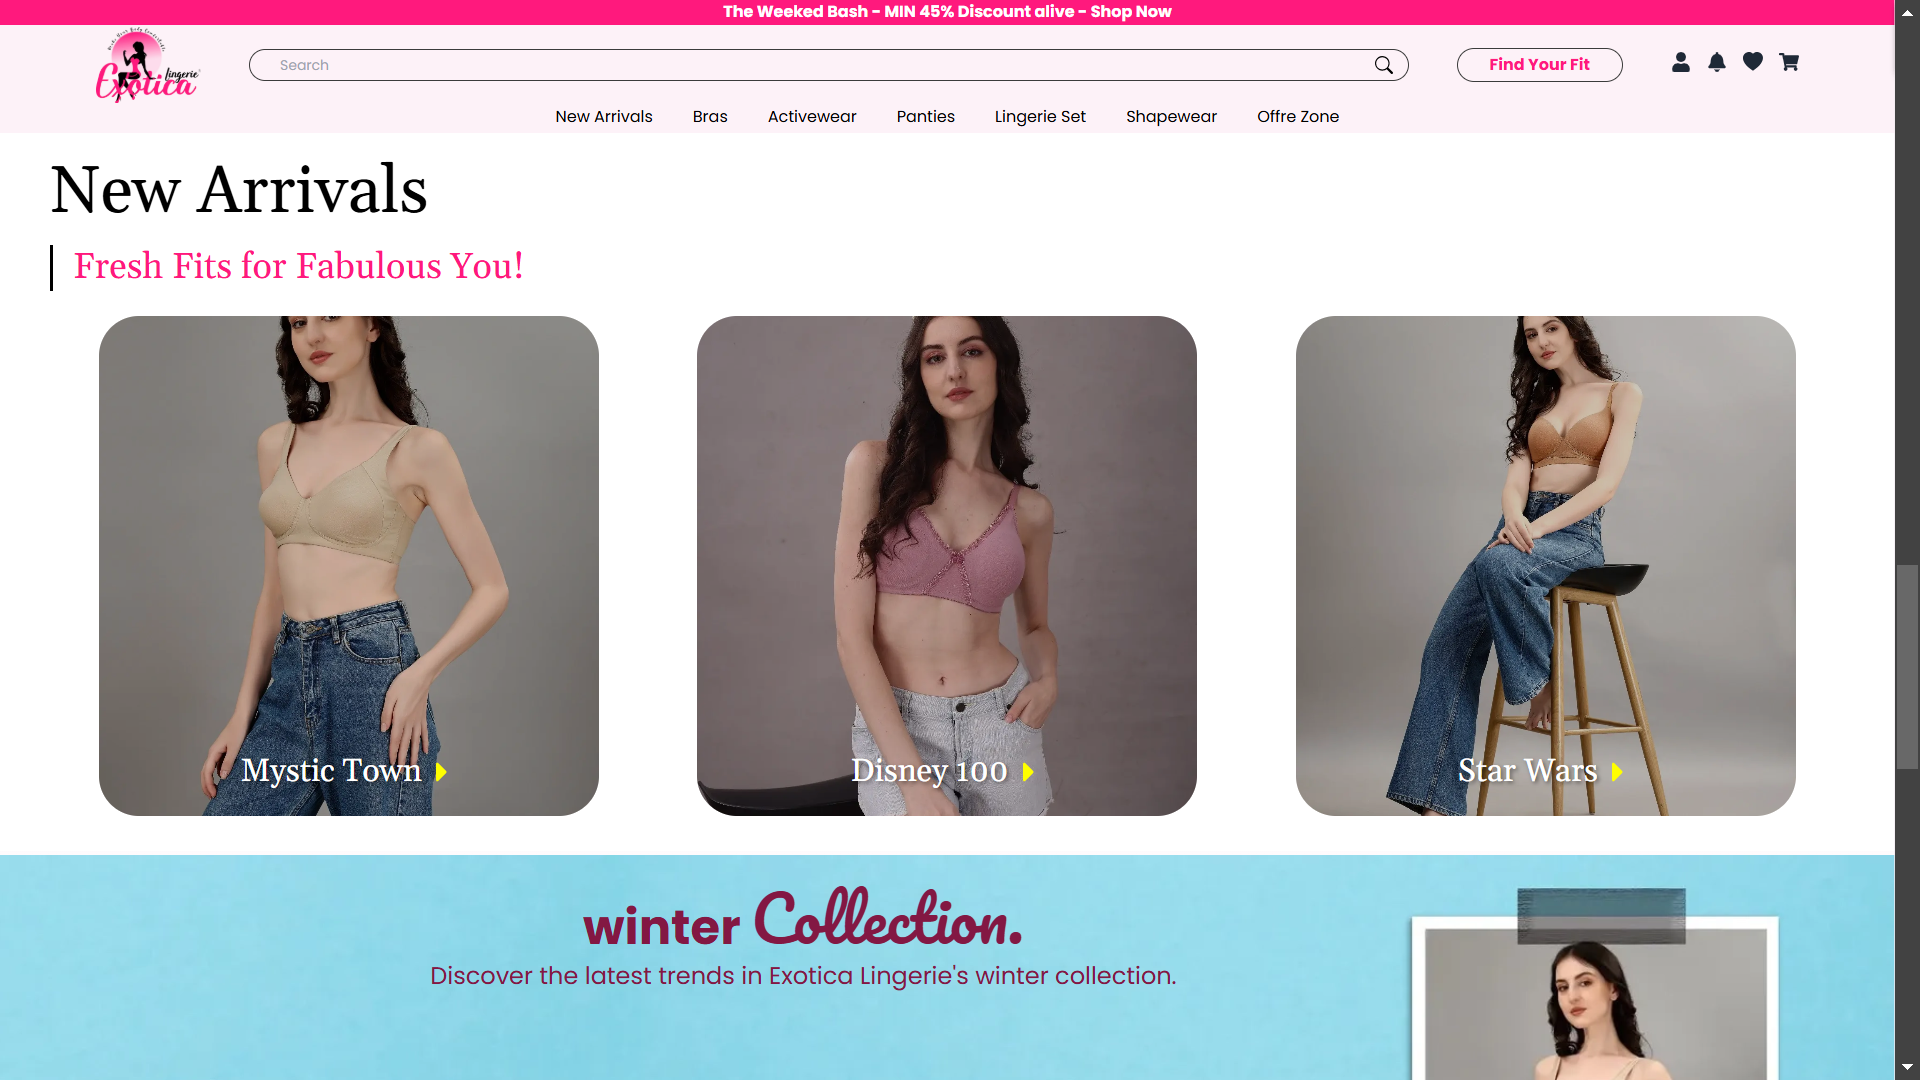 The Weeked Bash - MIN 45% Discount alive - Shop Now
Exotica
lingerie
Search
Find Your Fit
New Arrivals
Bras
Activewear
Panties
Lingerie Set
Shapewear
Offre Zone
New Arrivals
Fresh Fits for Fabulous You!
Mystic Town
Disney 100
Star Wars
winter Collection.
Discover the latest trends in Exotica Lingerie's winter collection.